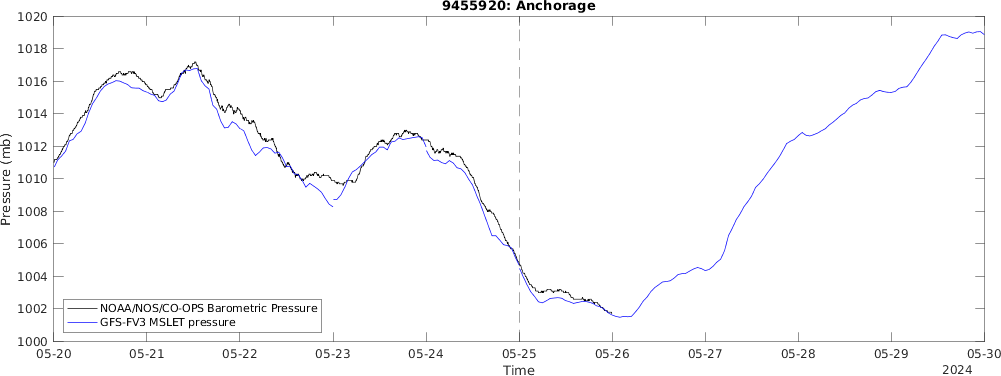 9455920: Anchorage
1020
1018
1016
1014
1012
1010
1008
1006
1004
1002
1000
Pressure (mb)
NOAA/NOS/CO-OPS Barometric Pressure
GFS-FV3 MSLET pressure
05-20 05-21 05-22 05-23 05-24 05-25 05-26 05-27 05-28 05-29 05-30
Time
2024